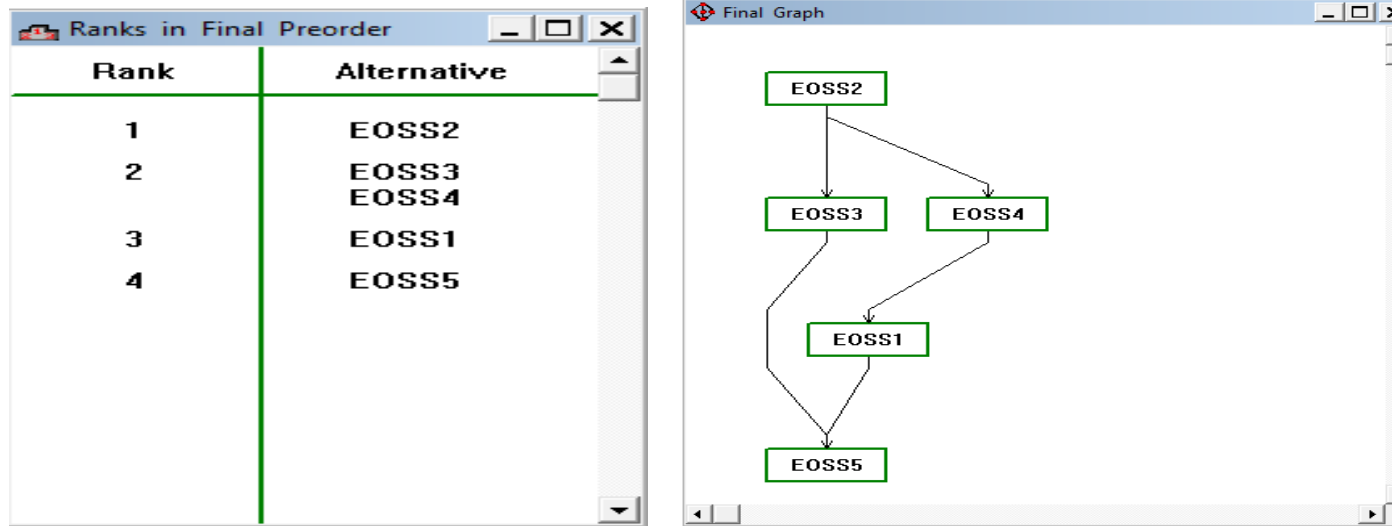 Ranks in Final Preorder
Rank Alternative
1 EOSS2
2 EOSS3
EOSS4
3 EOSS1
4 EOSS5
Final Graph
EOSS2
EOSS3 EOSS4
EOSS1
EOSS5